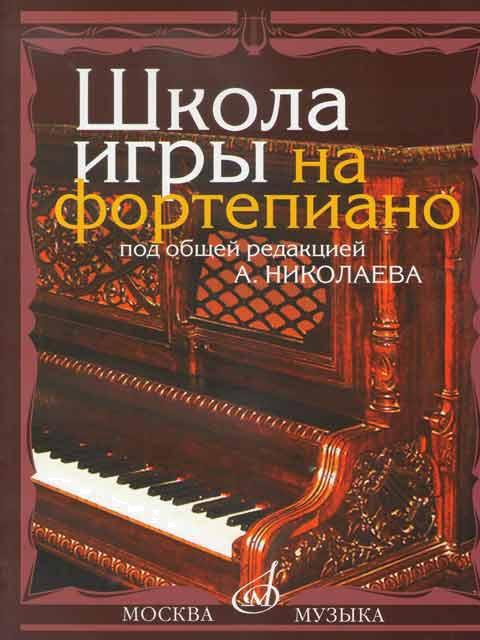 Школа
игры на
фортепиано
под общей редакцией
А. НИКОЛАЕВА
МОСКВА МУЗЫКА